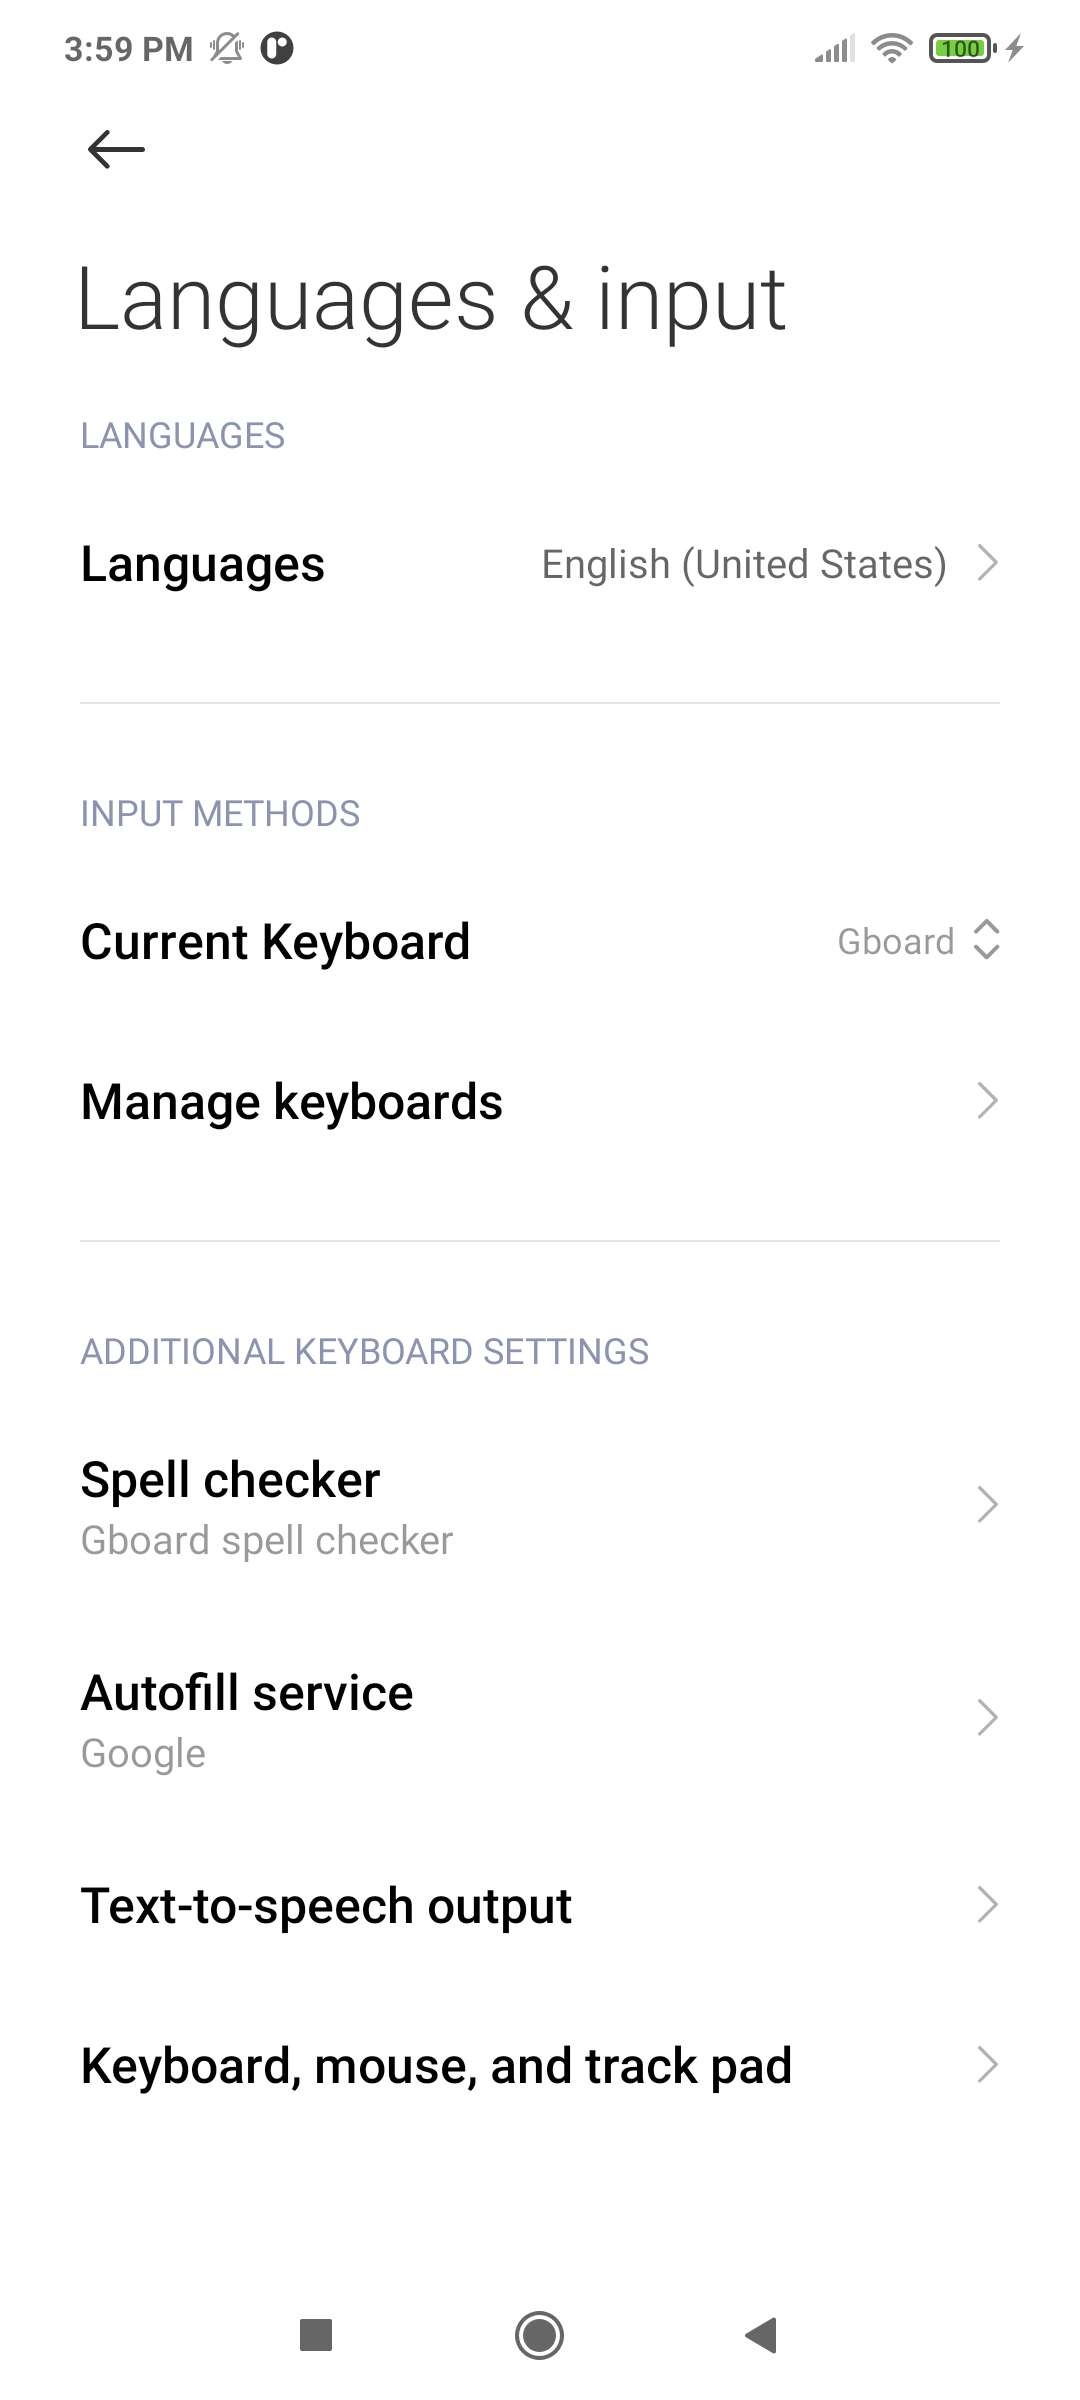 3:59 PM
100
Languages & input
LANGUAGES
Languages English (United States)
INPUT METHODS
Current Keyboard Gboard
Manage keyboards
ADDITIONAL KEYBOARD SETTINGS
Spell checker
Gboard spell checker
Autofill service
Google
Text-to-speech output
Keyboard, mouse, and track pad